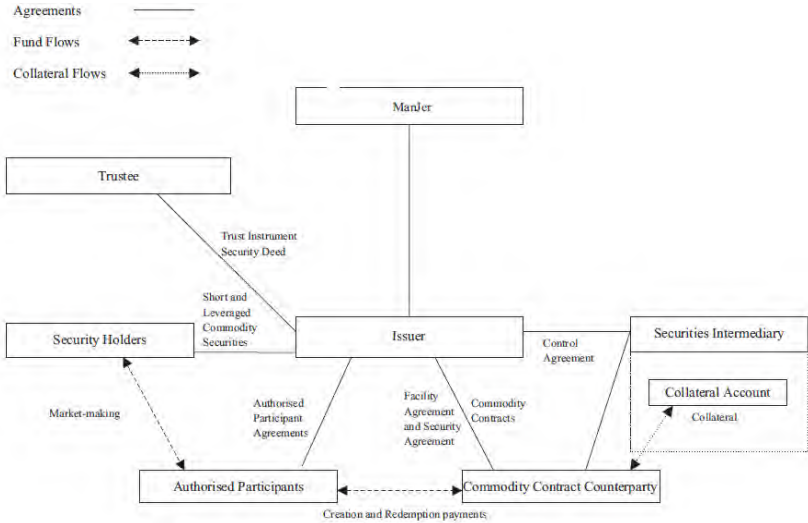 Agreements
Fund Flows
Collateral Flows
ManJer
Trustee
Trust Instrument
Security Deed
Short and
Leveraged
Commodity
Securities
Security Holders
Issuer
Securities Intermediary
Control
Agreement
Collateral Account
Collateral
Market-making
Authorised
Participant
Agreements
Facility
Agreement
and Security
Agreement
Commodity
Contracts
Authorised Participants
Commodity Contract Counterparty
Creation and Redemption payments